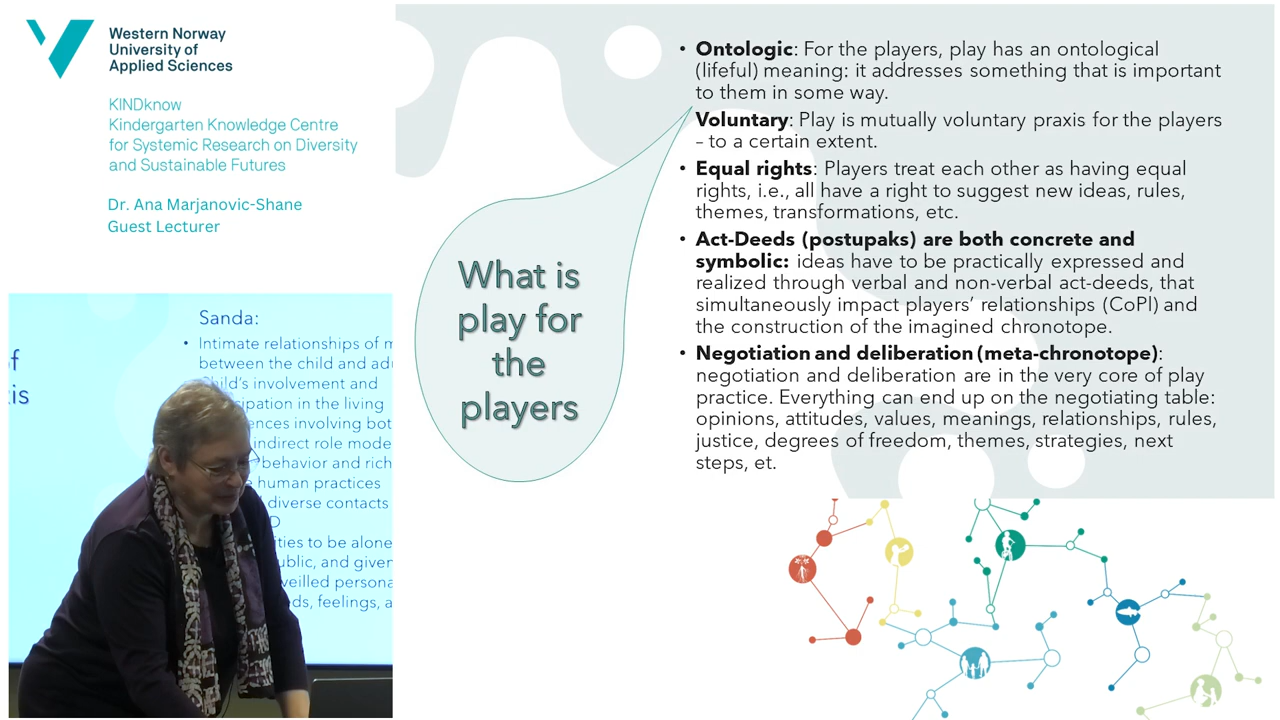 Western Norway
University of
Applied Sciences
KINDknow
Kindergarten Knowledge Centre
for Systemic Research on Diversity
and Sustainable Futures
Dr. Ana Marjanovic-Shane
Guest Lecturer
What is
play for
the
players
• Ontologic: For the players, play has an ontological
(lifeful) meaning: it addresses something that is important
to them in some way.
Voluntary: Play is mutually voluntary praxis for the players
– to a certain extent.
• Equal rights: Players treat each other as having equal
rights, i.e., all have a right to suggest new ideas, rules,
themes, transformations, etc.
• Act-Deeds (postupaks) are both concrete and
symbolic: ideas have to be practically expressed and
realized through verbal and non-verbal act-deeds, that
simultaneously impact players’ relationships (CoPl) and
the construction of the imagined chronotope.
• Negotiation and deliberation (meta-chronotope):
negotiation and deliberation are in the very core of play
practice. Everything can end up on the negotiating table:
opinions, attitudes, values, meanings, relationships, rules,
justice, degrees of freedom, themes, strategies, next
steps, et.
Sanda:
• Intimate relationships of
between the child and
Child's involvement and
in the living
involving
indirect role
behavior and
human practices
diverse contacts
to be alone
and
feelings,